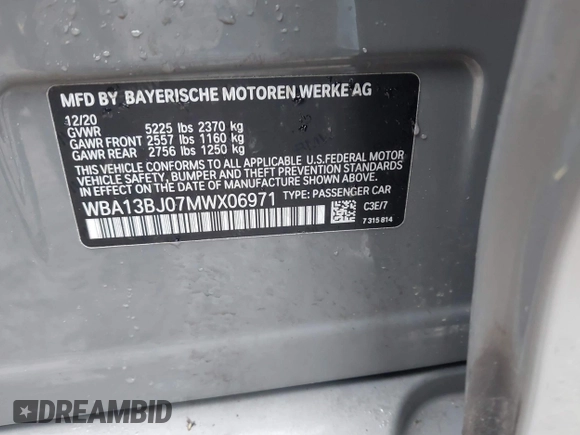 MFD BY BAYERISCHE MOTOREN WERKE AG
12/20
GVWR 5225 lbs 2370 kg
GAWR FRONT 2557 lbs 1160 kg
GAWR REAR 2756 lbs 1250 kg
THIS VEHICLE CONFORMS TO ALL APPLICABLE U.S.FEDERAL MOTOR
VEHICLE SAFETY, BUMPER AND THEFT PREVENTION STANDARDS
IN EFFECT ON THE DATE OF MANUFACTURE SHOWN ABOVE.
WBA13BJ07MWX06971 TYPE: PASSENGER CAR
C3E/7
7 315 814
DREAMBID